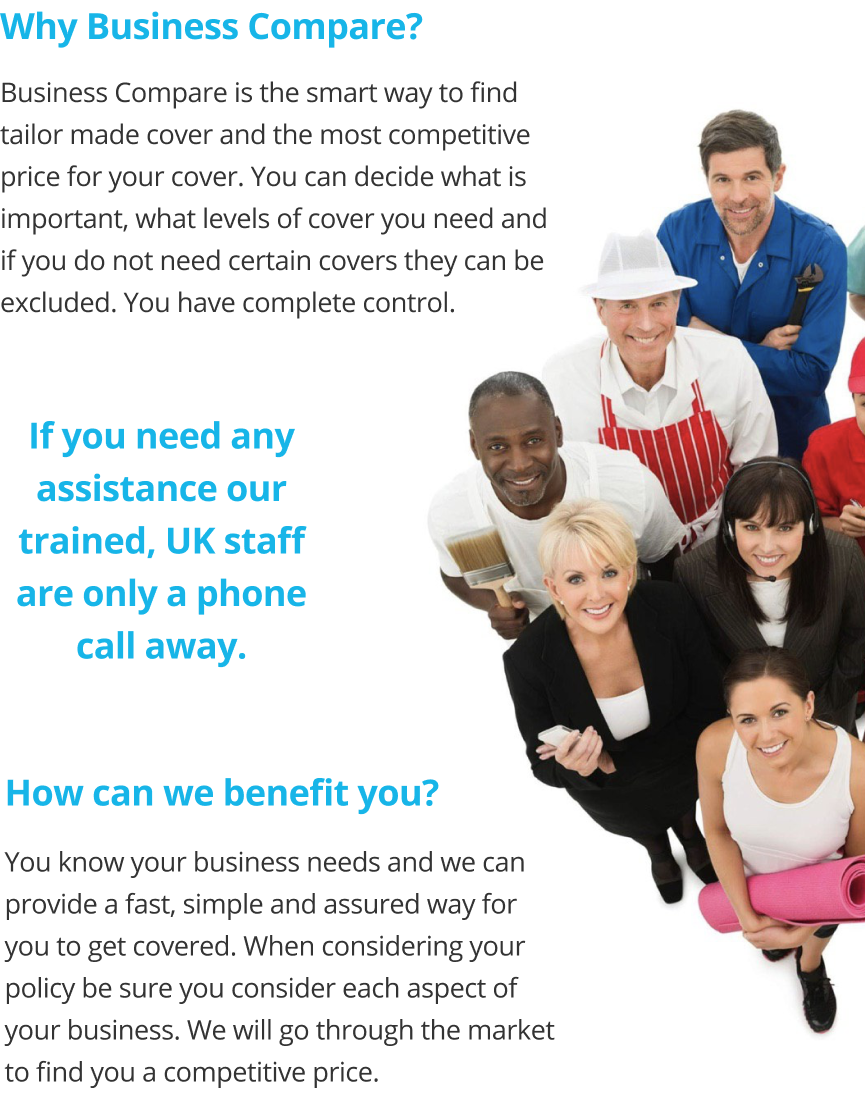 Why Business Compare?
Business Compare is the smart way to find
tailor made cover and the most competitive
price for your cover. You can decide what is
important, what levels of cover you need and
if you do not need certain covers they can be
excluded. You have complete control.
If you need any
assistance our
trained, UK staff
are only a phone
call away.
How can we benefit you?
You know your business needs and we can
provide a fast, simple and assured way for
you to get covered. When considering your
policy be sure you consider each aspect of
your business. We will go through the market
to find you a competitive price.